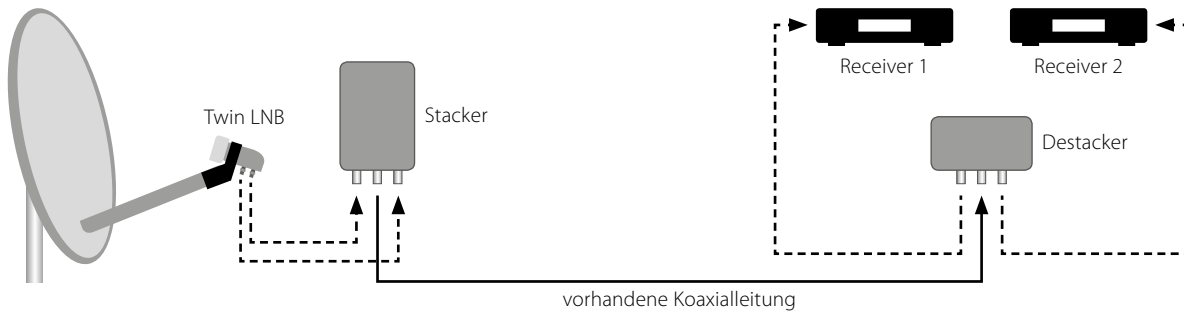 Receiver 1
Receiver 2
Twin LNB
Stacker
Destacker
vorhandene Koaxialleitung